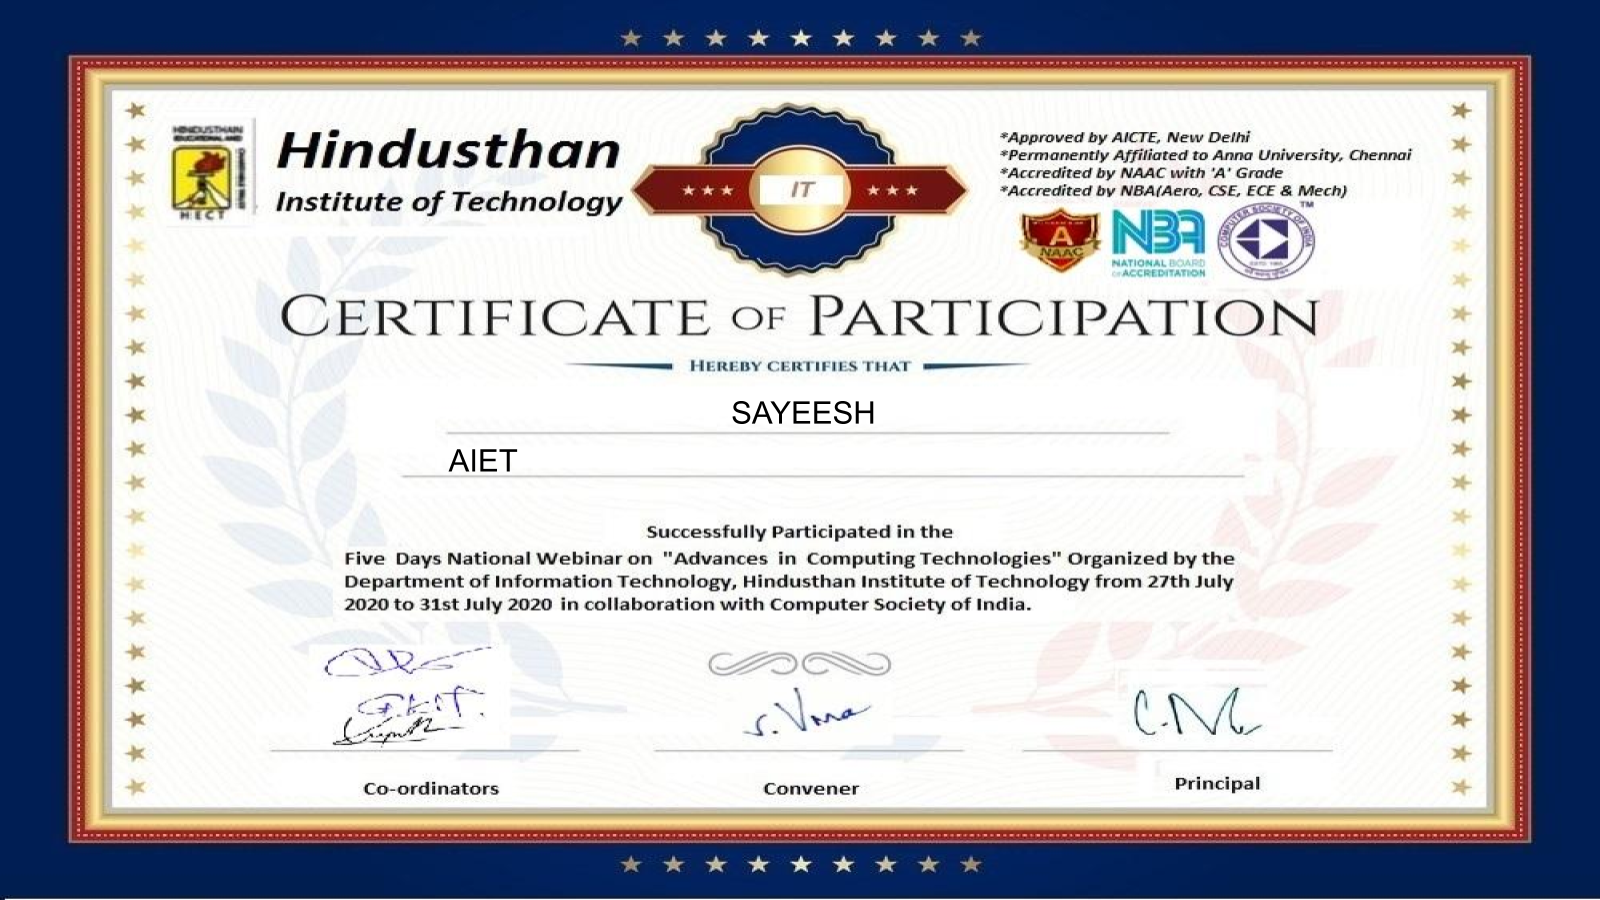 HINDUSTHAN
EDUCATIONAL AND
CHARITABLE TRUST
HECT
Hindusthan
Institute of Technology
IT
*Approved by AICTE, New Delhi
*Permanently Affiliated to Anna University, Chennai
*Accredited by NAAC with 'A' Grade
*Accredited by NBA(Aero, CSE, ECE & Mech)
A
NAAC
NBA
NATIONAL BOARD
OF ACCREDITATION
COMPUTER SOCIETY OF INDIA
TM
CERTIFICATE OF PARTICIPATION
HEREBY CERTIFIES THAT
SAYEESH
AIET
Successfully Participated in the
Five Days National Webinar on "Advances in Computing Technologies" Organized by the
Department of Information Technology, Hindusthan Institute of Technology from 27th July
2020 to 31st July 2020 in collaboration with Computer Society of India.
Co-ordinators
Convener
Principal